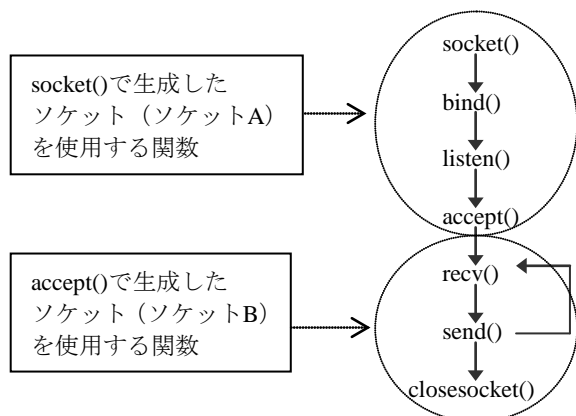 socket()で生成した
ソケット（ソケットA）
を使用する関数
socket()
bind()
listen()
accept()
accept()で生成した
ソケット（ソケットB）
を使用する関数
recv()
send()
closesocket()